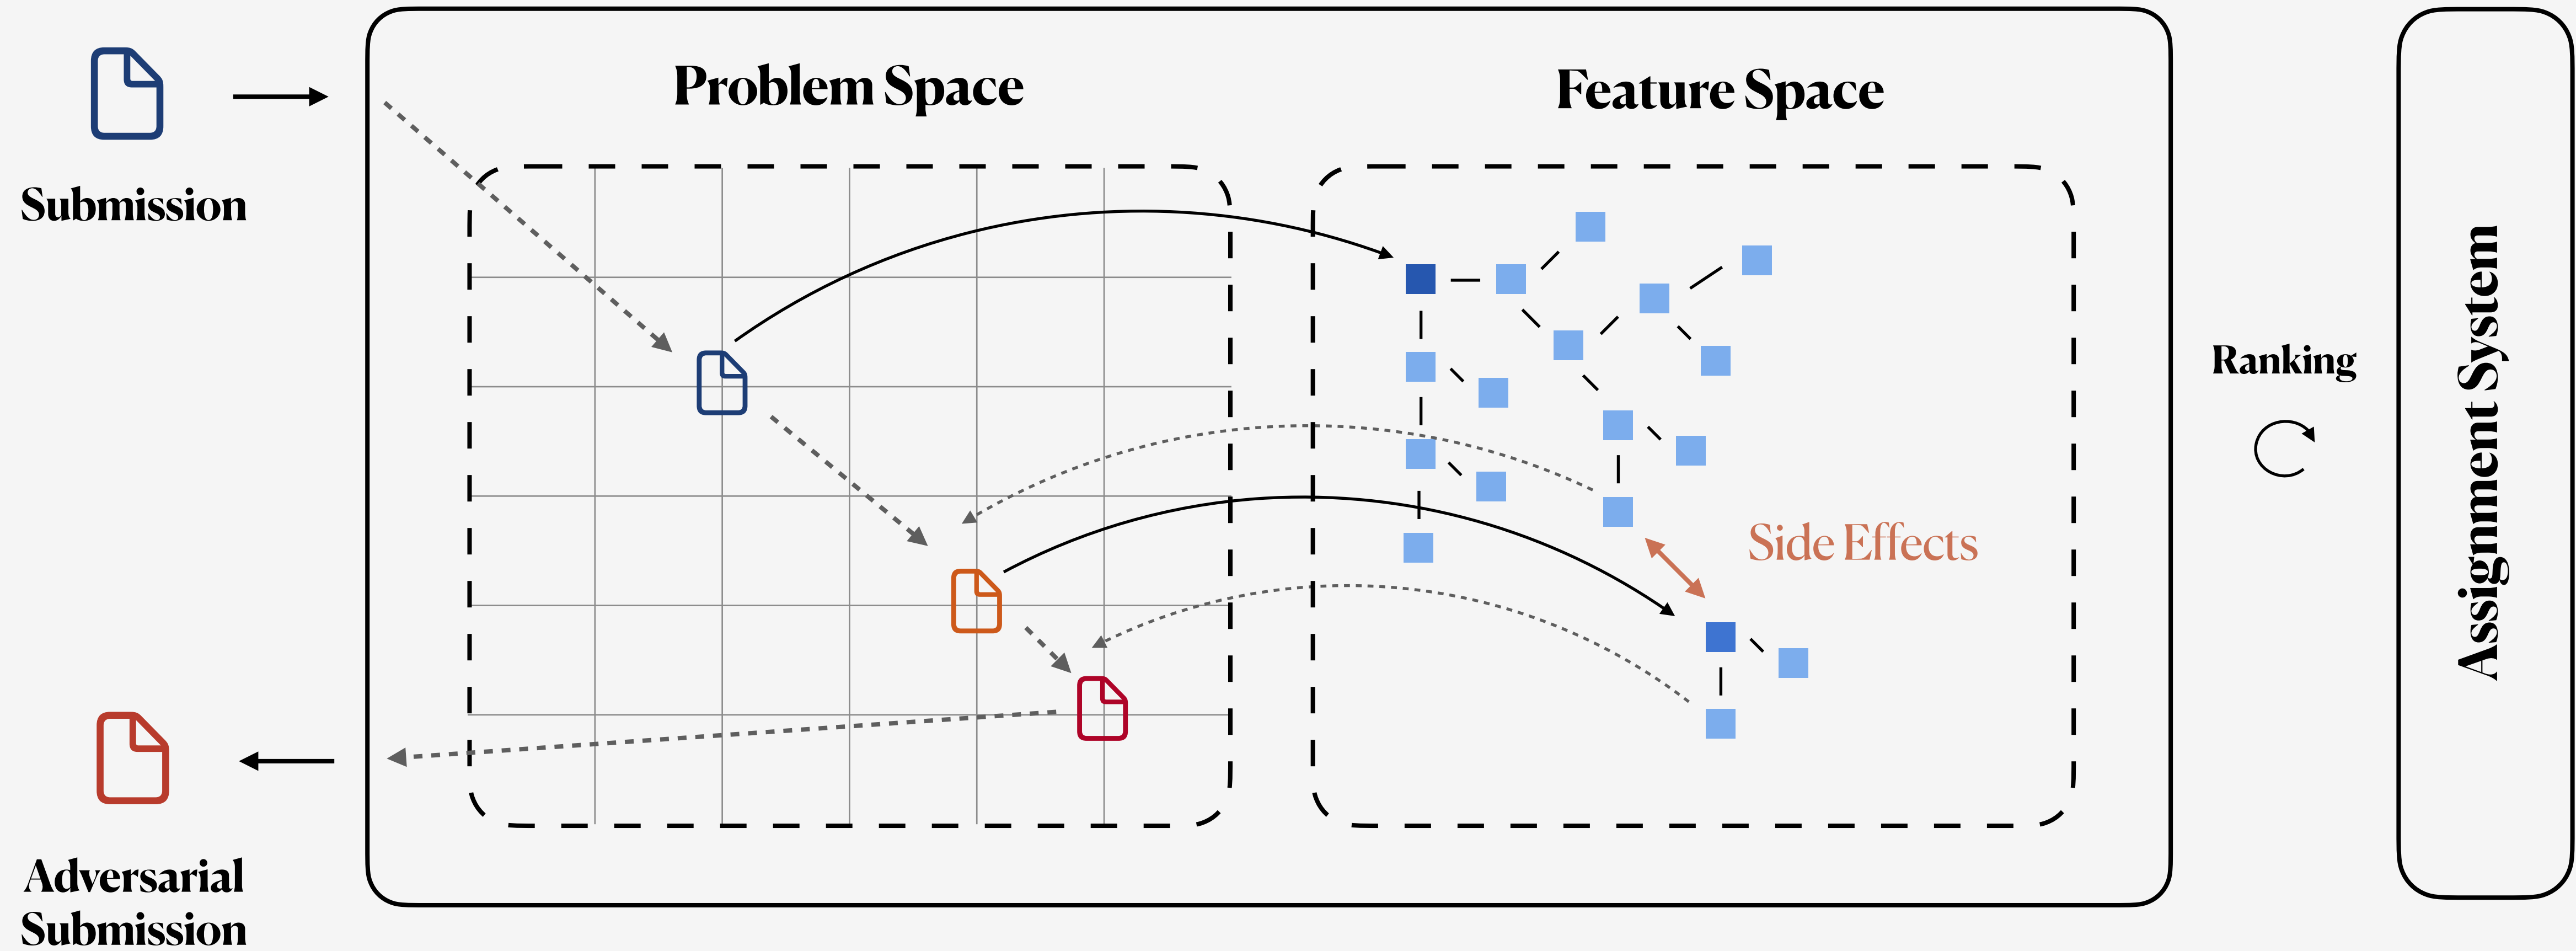 Problem Space
Feature Space
Submission
Ranking
Assignment System
Side Effects
Adversarial
Submission